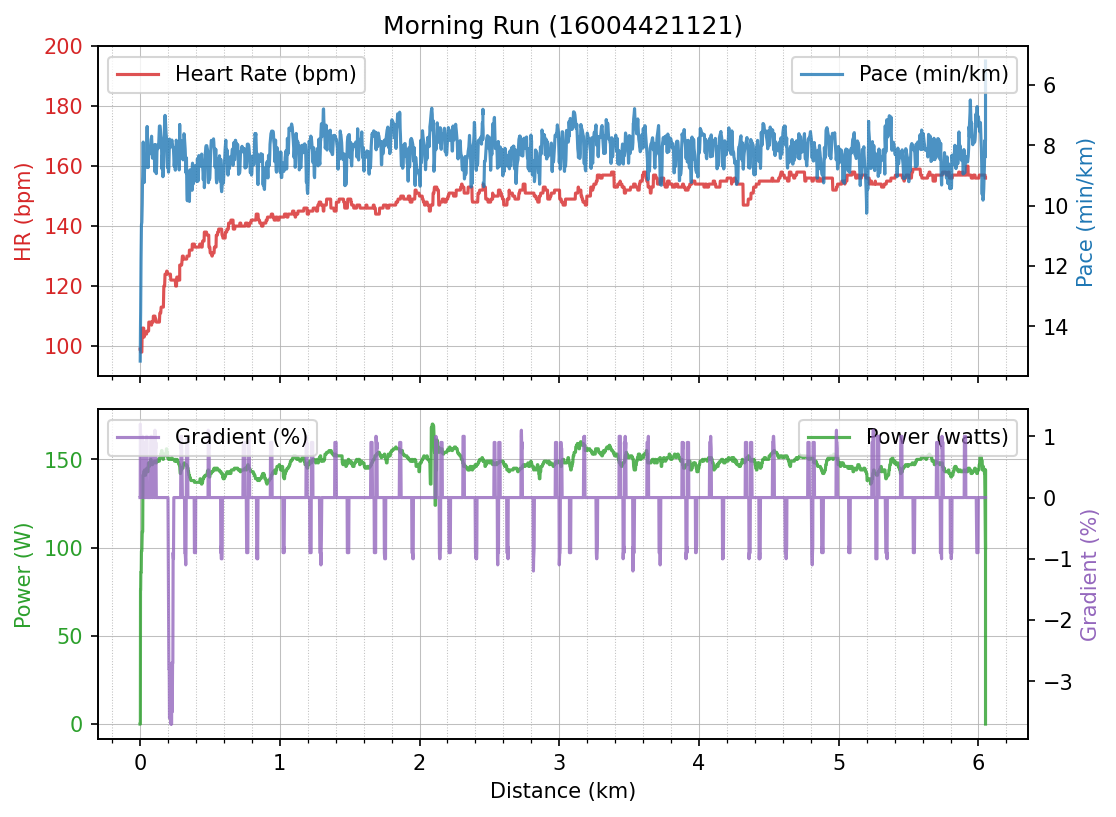 Morning Run (16004421121)
Heart Rate (bpm)
Pace (min/km)
HR (bpm)
200
180
160
140
120
100
6
8
10
12
14
Pace (min/km)
Gradient (%)
Power (watts)
Power (W)
150
100
50
0
1
0
−1
−2
−3
Gradient (%)
0 1 2 3 4 5 6
Distance (km)